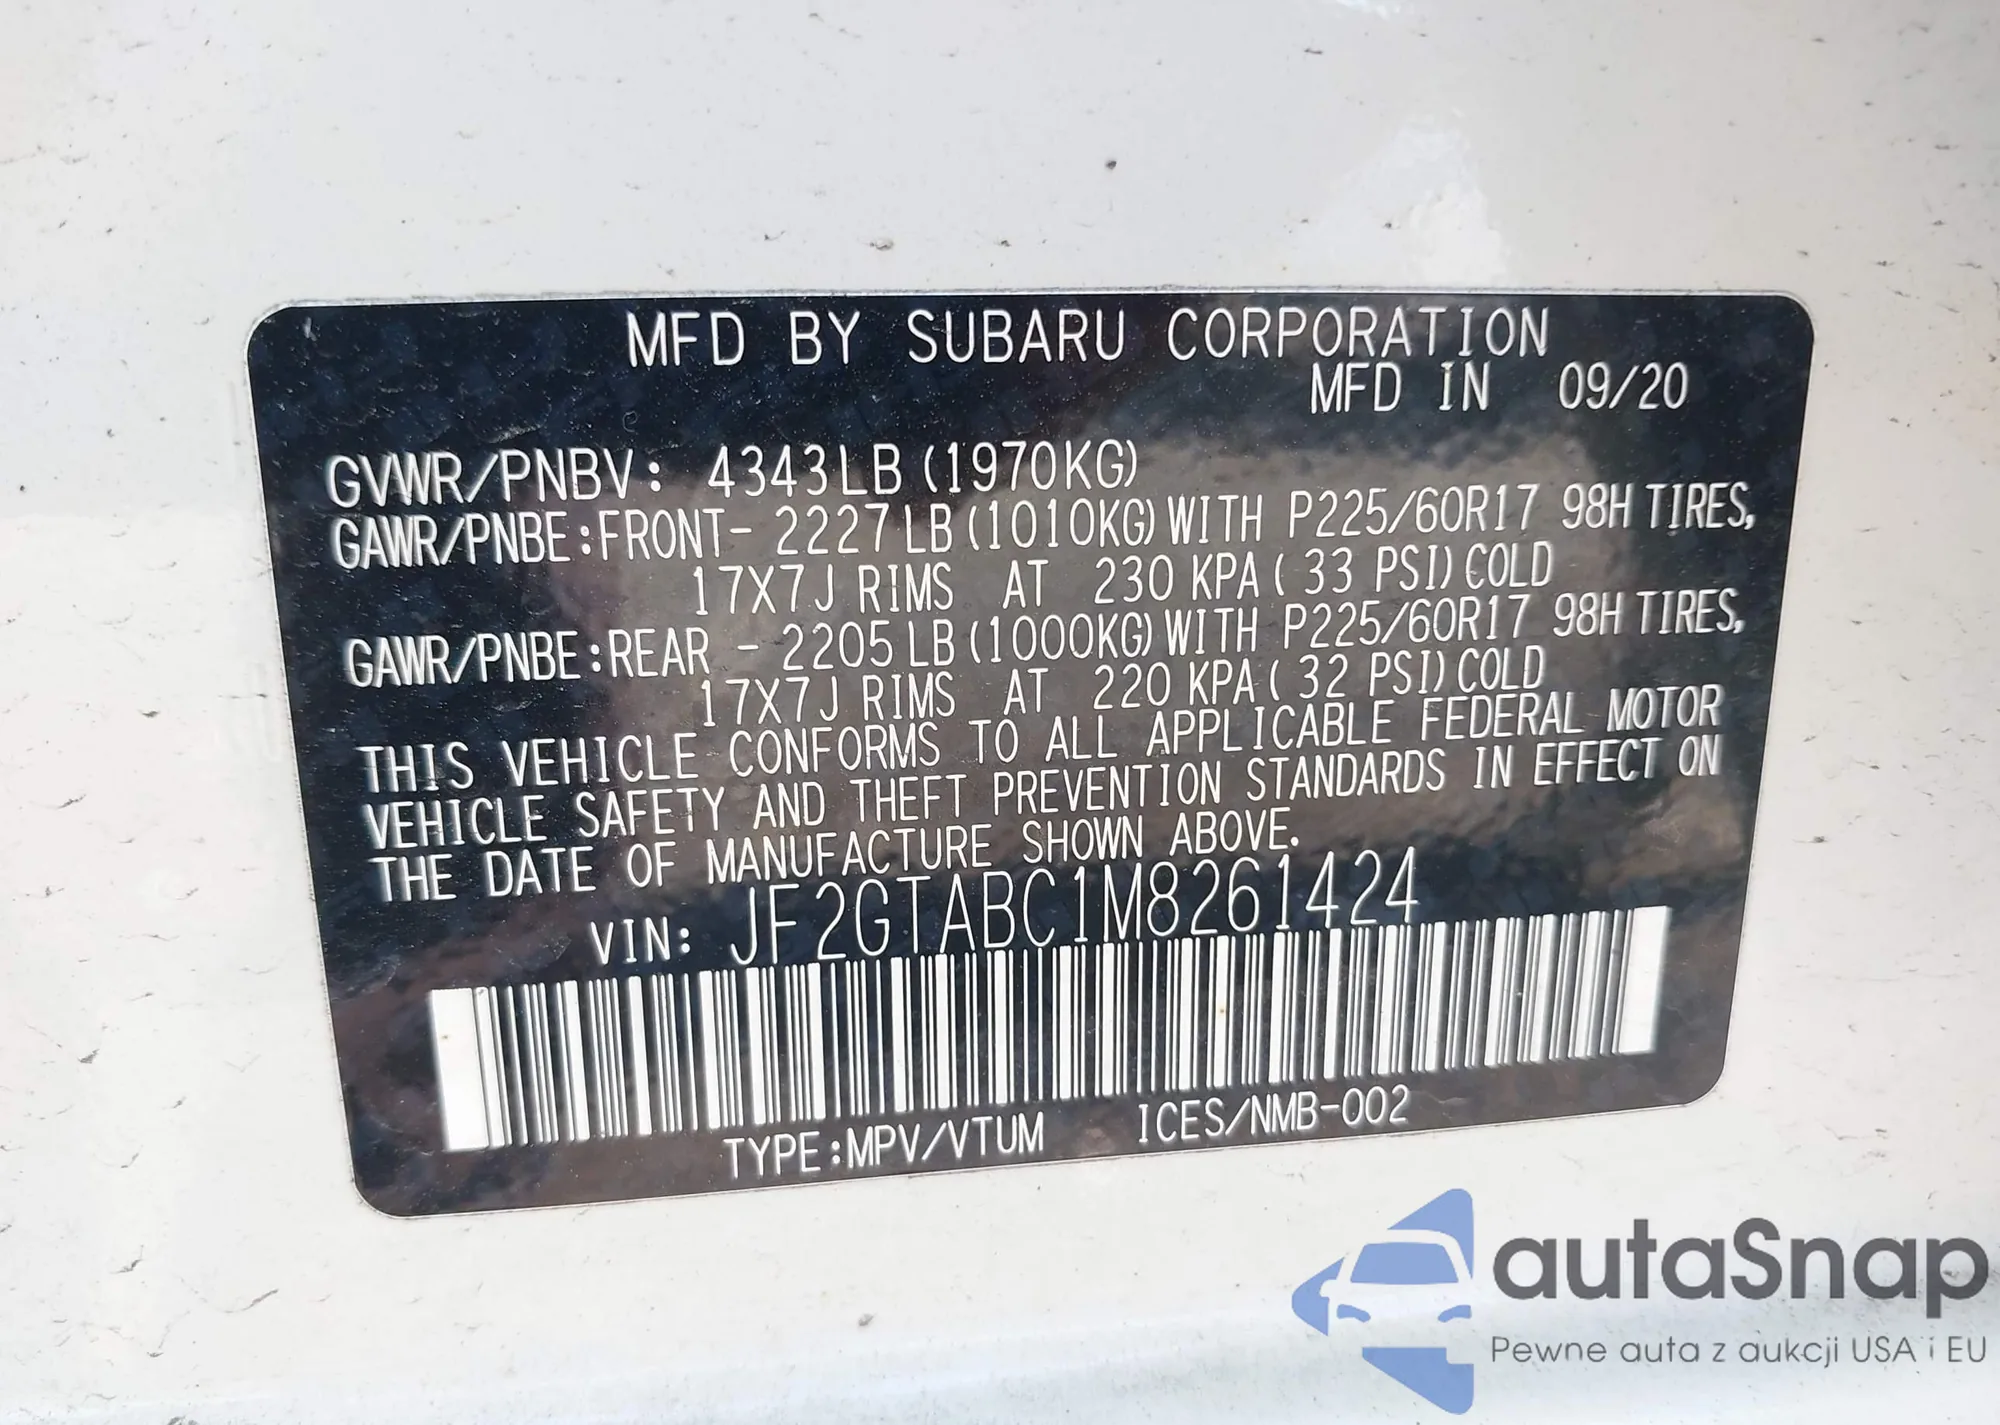 MFD BY SUBARU CORPORATION
MFD IN 09/20
GVWR/PNBV: 4343LB (1970KG)
GAWR/PNBE:FRONT- 2227LB (1010KG) WITH P225/60R17 98H TIRES,
17X7J RIMS AT 230 KPA ( 33 PSI) COLD
GAWR/PNBE:REAR - 2205LB (1000KG) WITH P225/60R17 98H TIRES,
17X7J RIMS AT 220 KPA ( 32 PSI) COLD
THIS VEHICLE CONFORMS TO ALL APPLICABLE FEDERAL MOTOR
VEHICLE SAFETY AND THEFT PREVENTION STANDARDS IN EFFECT ON
THE DATE OF MANUFACTURE SHOWN ABOVE.
VIN: JF2GTABC1M8261424
TYPE:MPV/VTUM ICES/NMB-002
autaSnap
Pewne auta z aukcji USA i EU